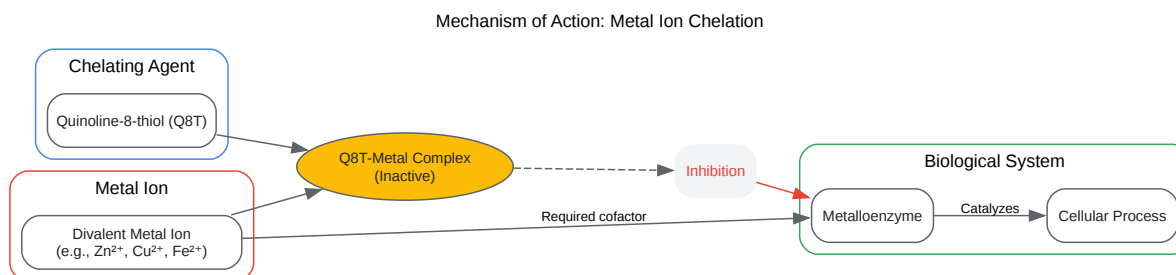 Mechanism of Action: Metal Ion Chelation
Chelating Agent
Quinoline-8-thiol (Q8T)
Metal Ion
Divalent Metal Ion
(e.g., Zn²⁺, Cu²⁺, Fe²⁺)
Q8T-Metal Complex
(Inactive)
Inhibition
Required cofactor
Biological System
Metalloenzyme
Catalyzes
Cellular Process